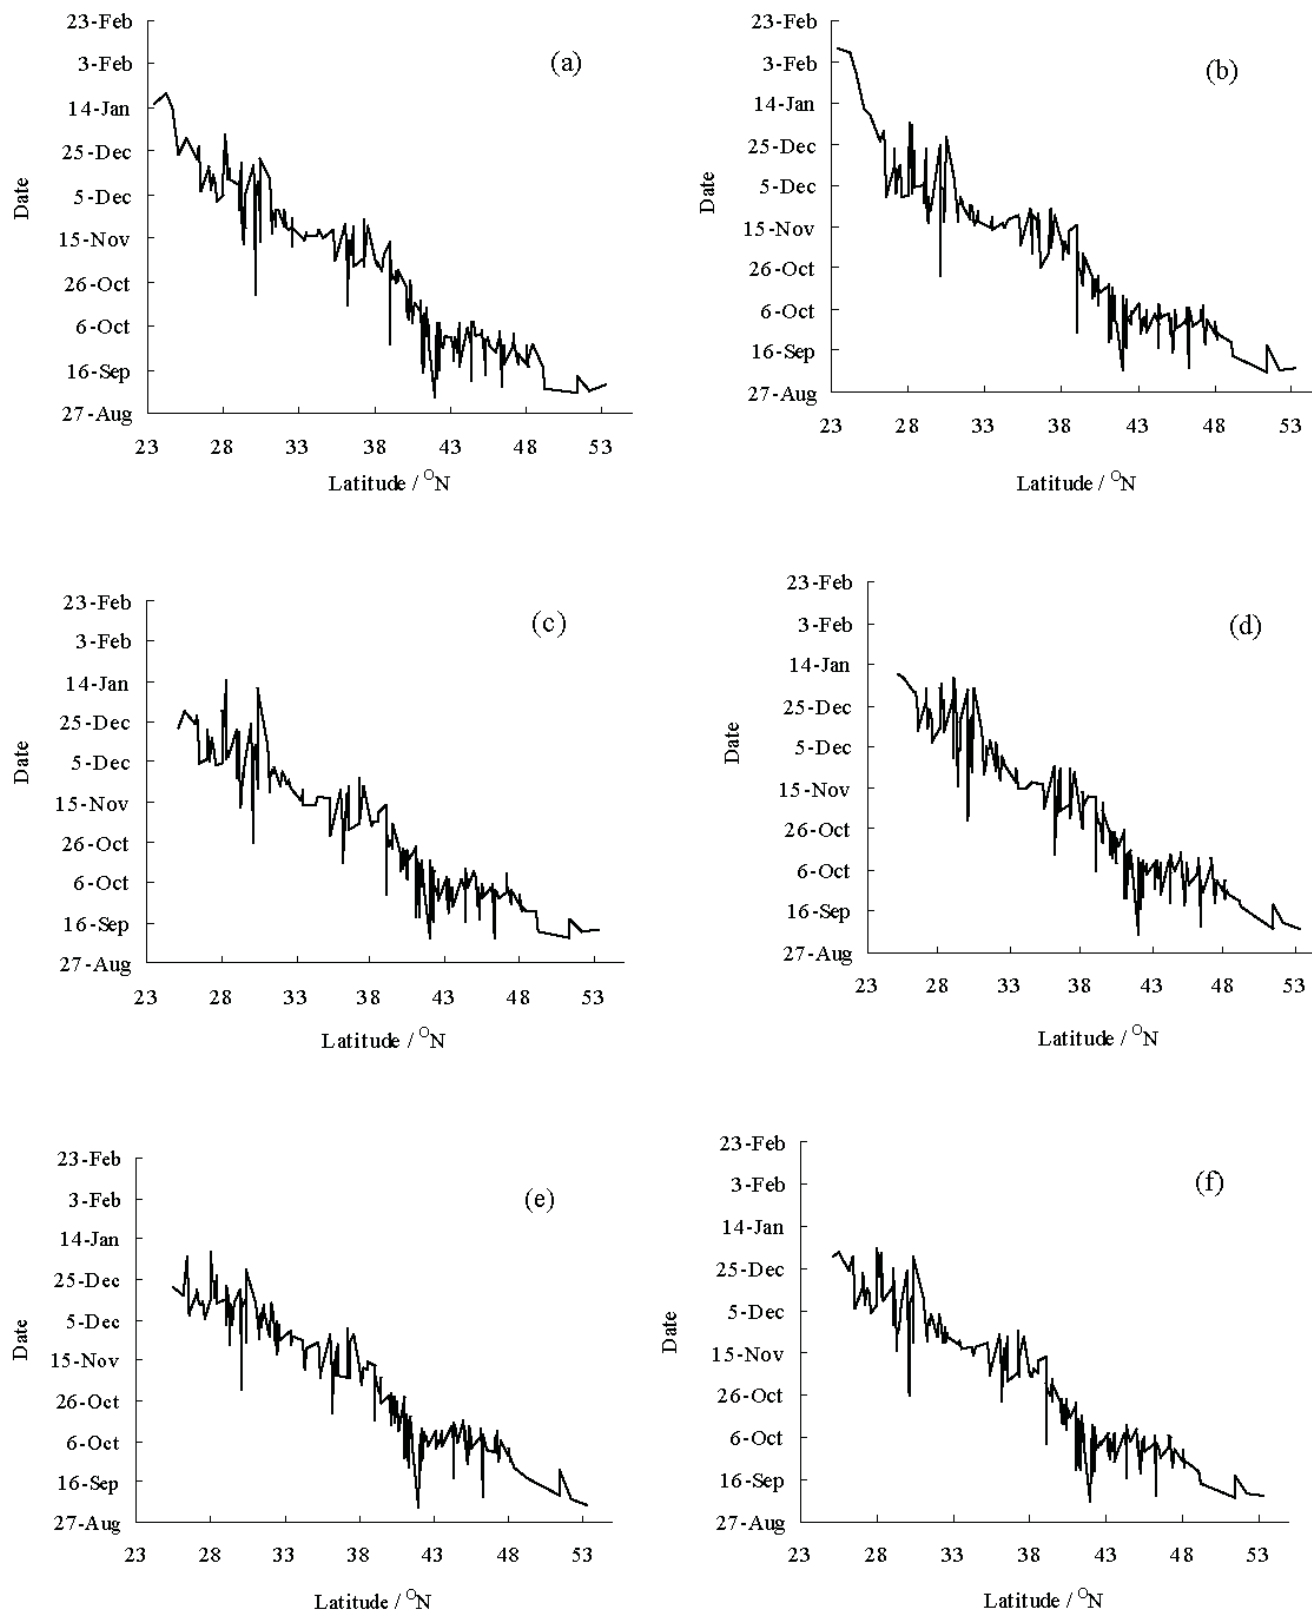 23-Feb
3-Feb
14-Jan
25-Dec
5-Dec
15-Nov
26-Oct
6-Oct
16-Sep
27-Aug
Date
(a)
23 28 33 38 43 48 53
Latitude / ᴼN
23-Feb
3-Feb
14-Jan
25-Dec
5-Dec
15-Nov
26-Oct
6-Oct
16-Sep
27-Aug
Date
(b)
23 28 33 38 43 48 53
Latitude / ᴼN
23-Feb
3-Feb
14-Jan
25-Dec
5-Dec
15-Nov
26-Oct
6-Oct
16-Sep
27-Aug
Date
(c)
23 28 33 38 43 48 53
Latitude / ᴼN
23-Feb
3-Feb
14-Jan
25-Dec
5-Dec
15-Nov
26-Oct
6-Oct
16-Sep
27-Aug
Date
(d)
23 28 33 38 43 48 53
Latitude / ᴼN
23-Feb
3-Feb
14-Jan
25-Dec
5-Dec
15-Nov
26-Oct
6-Oct
16-Sep
27-Aug
Date
(e)
23 28 33 38 43 48 53
Latitude / ᴼN
23-Feb
3-Feb
14-Jan
25-Dec
5-Dec
15-Nov
26-Oct
6-Oct
16-Sep
27-Aug
Date
(f)
23 28 33 38 43 48 53
Latitude / ᴼN